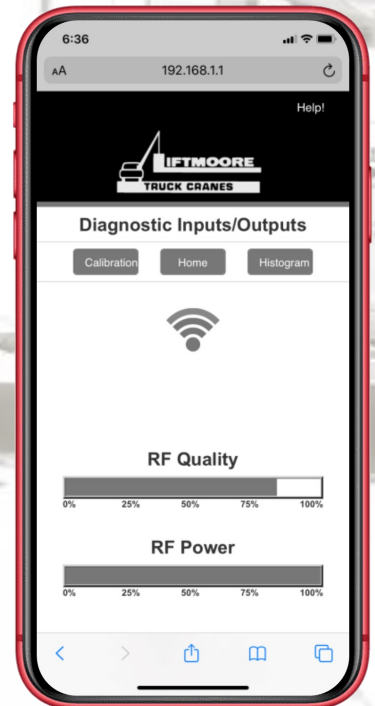 6:36
AA 192.168.1.1
Help!
LIFTMOORE
TRUCK CRANES
Diagnostic Inputs/Outputs
Calibration Home Histogram
RF Quality
0% 25% 50% 75% 100%
RF Power
0% 25% 50% 75% 100%